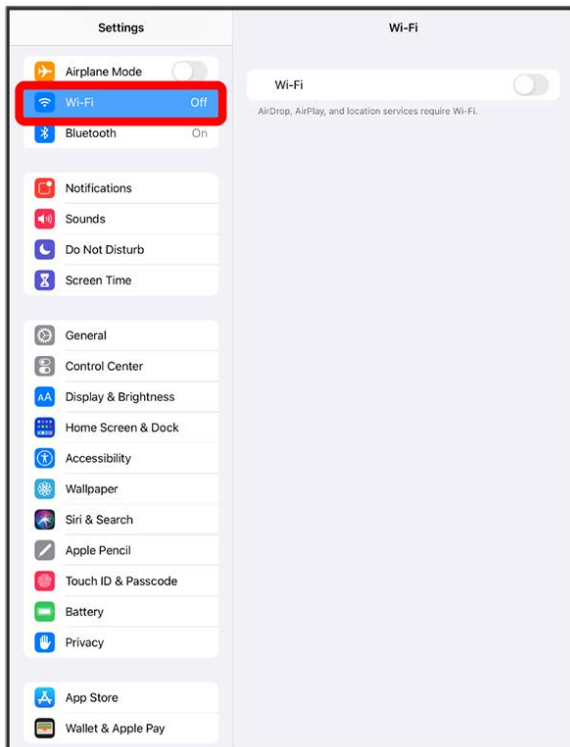 Settings
Airplane Mode
Wi-Fi Off
Bluetooth On
Notifications
Sounds
Do Not Disturb
Screen Time
General
Control Center
AA Display & Brightness
Home Screen & Dock
Accessibility
Wallpaper
Siri & Search
Apple Pencil
Touch ID & Passcode
Battery
Privacy
App Store
Wallet & Apple Pay
Wi-Fi
Wi-Fi
AirDrop, AirPlay, and location services require Wi-Fi.